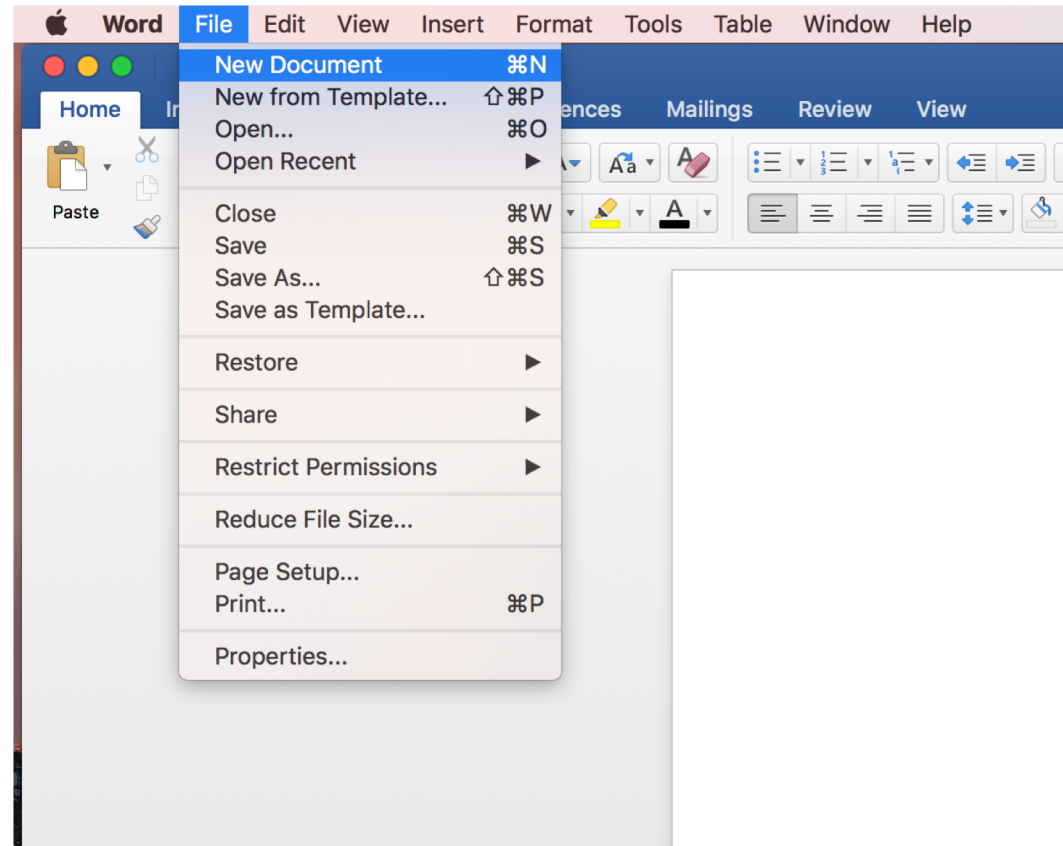 Word File Edit View Insert Format Tools Table Window Help
New Document ⌘N
New from Template... ⇧⌘P
Open... ⌘O
Open Recent ▶
Close ⌘W
Save ⌘S
Save As... ⇧⌘S
Save as Template...
Restore ▶
Share ▶
Restrict Permissions ▶
Reduce File Size...
Page Setup...
Print... ⌘P
Properties...
Home In ences Mailings Review View
Paste